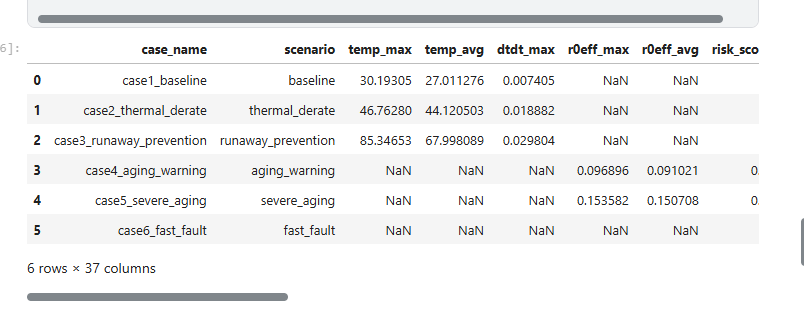 6]:
case_name scenario temp_max temp_avg dtdt_max r0eff_max r0eff_avg risk_sco
0 case1_baseline baseline 30.19305 27.011276 0.007405 NaN NaN
1 case2_thermal_derate thermal_derate 46.76280 44.120503 0.018882 NaN NaN
2 case3_runaway_prevention runaway_prevention 85.34653 67.998089 0.029804 NaN NaN
3 case4_aging_warning aging_warning NaN NaN NaN 0.096896 0.091021 0.
4 case5_severe_aging severe_aging NaN NaN NaN 0.153582 0.150708 0.
5 case6_fast_fault fast_fault NaN NaN NaN NaN NaN
6 rows × 37 columns